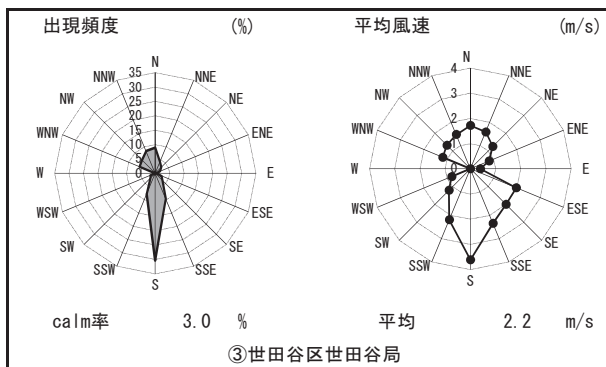 出現頻度 (%)
N
NNE
NE
ENE
E
ESE
SE
SSE
S
SSW
SW
WSW
W
WNW
NW
NNW
35
30
25
20
15
10
5
0
calm率 3.0 %
平均風速 (m/s)
N
NNE
NE
ENE
E
ESE
SE
SSE
S
SSW
SW
WSW
W
WNW
NW
NNW
4
3
2
1
0
平均 2.2 m/s
③世田谷区世田谷局